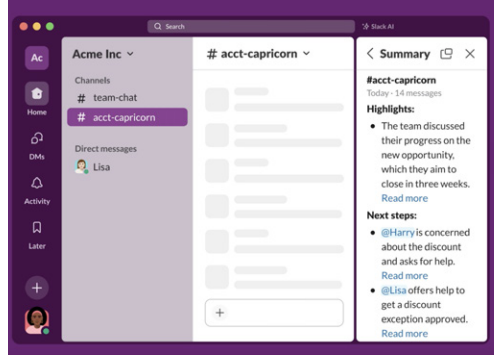 Search
Slack AI
Ac
Home
DMs
Activity
Later
Acme Inc
Channels
# team-chat
# acct-capricorn
Direct messages
Lisa
# acct-capricorn
Summary
#acct-capricorn
Today · 14 messages
Highlights:
• The team discussed
their progress on the
new opportunity,
which they aim to
close in three weeks.
Read more
Next steps:
• @Harry is concerned
about the discount
and asks for help.
Read more
• @Lisa offers help to
get a discount
exception approved.
Read more